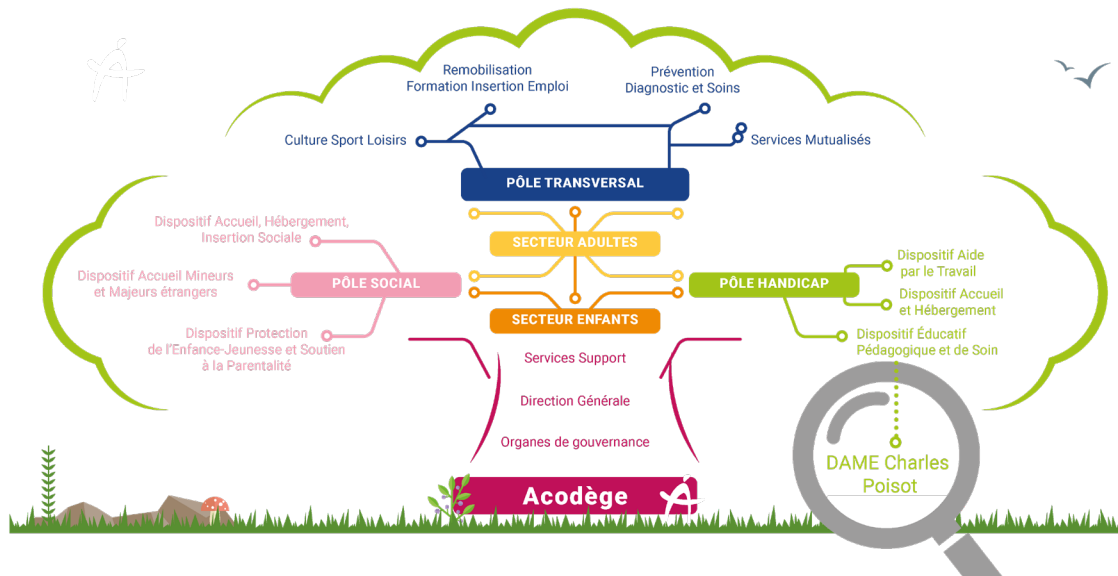 Remobilisation
Formation Insertion Emploi
Prévention
Diagnostic et Soins
Culture Sport Loisirs
Services Mutualisés
PÔLE TRANSVERSAL
Dispositif Accueil, Hébergement,
Insertion Sociale
SECTEUR ADULTES
Dispositif Aide
par le Travail
Dispositif Accueil Mineurs
et Majeurs étrangers
PÔLE SOCIAL
PÔLE HANDICAP
Dispositif Accueil
et Hébergement
SECTEUR ENFANTS
Dispositif Protection
de l'Enfance-Jeunesse et Soutien
à la Parentalité
Dispositif Éducatif
Pédagogique et de Soin
Services Support
Direction Générale
Organes de gouvernance
DAME Charles
Poisot
Acodège